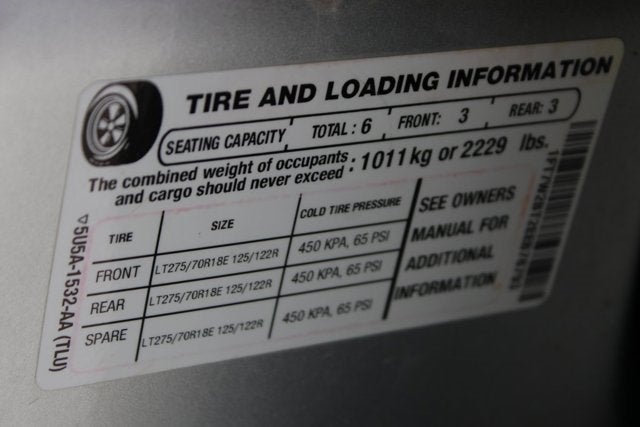 TIRE AND LOADING INFORMATION
SEATING CAPACITY TOTAL : 6 FRONT: 3 REAR: 3
The combined weight of occupants
and cargo should never exceed : 1011 kg or 2229 lbs.
TIRE SIZE COLD TIRE PRESSURE
FRONT LT275/70R18E 125/122R 450 KPA, 65 PSI
REAR LT275/70R18E 125/122R 450 KPA, 65 PSI
SPARE LT275/70R18E 125/122R 450 KPA, 65 PSI
SEE OWNERS
MANUAL FOR
ADDITIONAL
INFORMATION
5U5A-1532-AA (TLU)